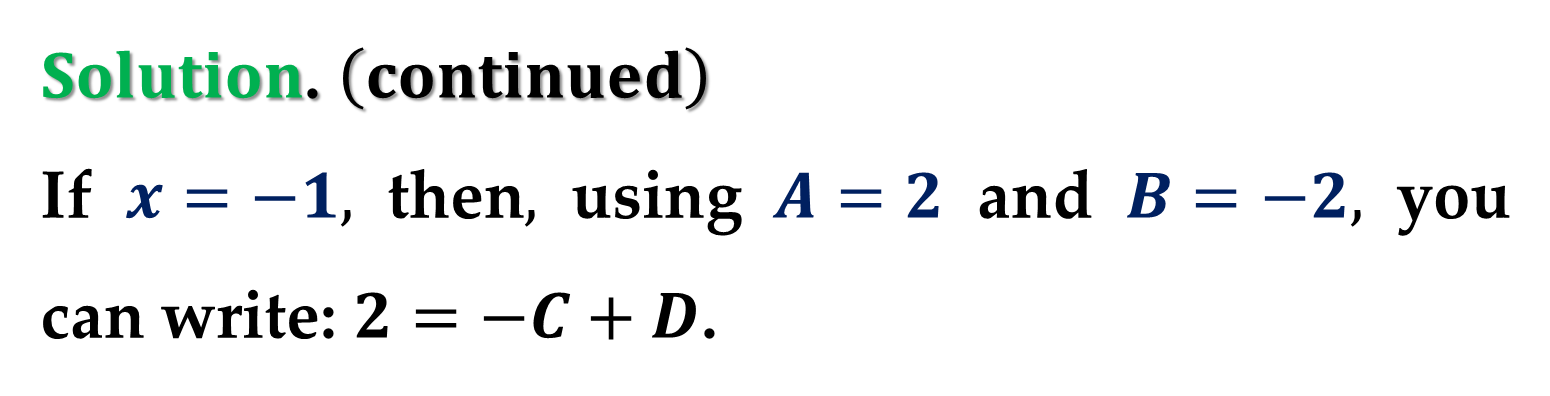 Solution. (continued)
If x = −1, then, using A = 2 and B = −2, you
can write: 2 = −C + D.